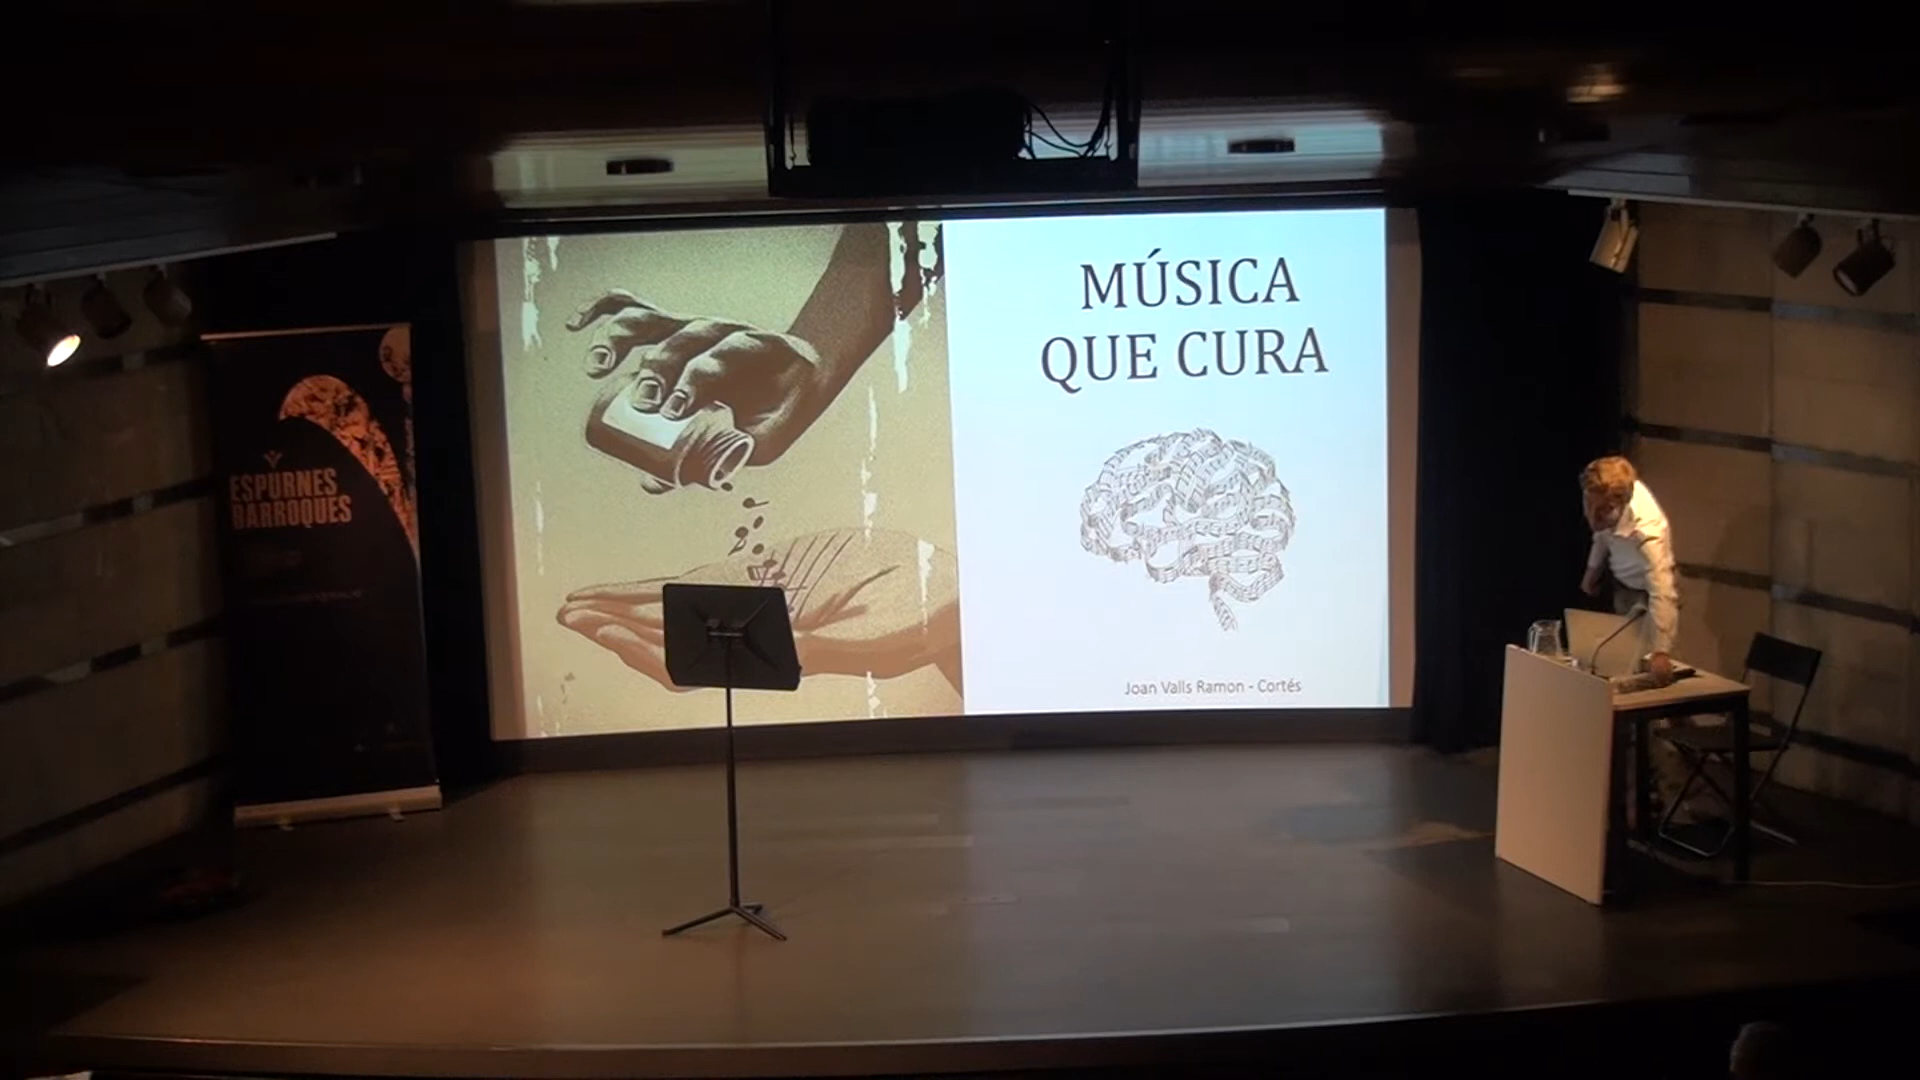 ESPURNES
BARROQUES
MÚSICA
QUE CURA
Joan Valls Ramon - Cortés